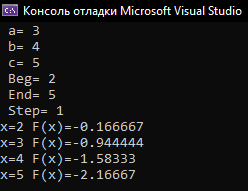 Консоль отладки Microsoft Visual Studio
a= 3
b= 4
c= 5
Beg= 2
End= 5
Step= 1
x=2 F(x)=-0.166667
x=3 F(x)=-0.944444
x=4 F(x)=-1.58333
x=5 F(x)=-2.16667